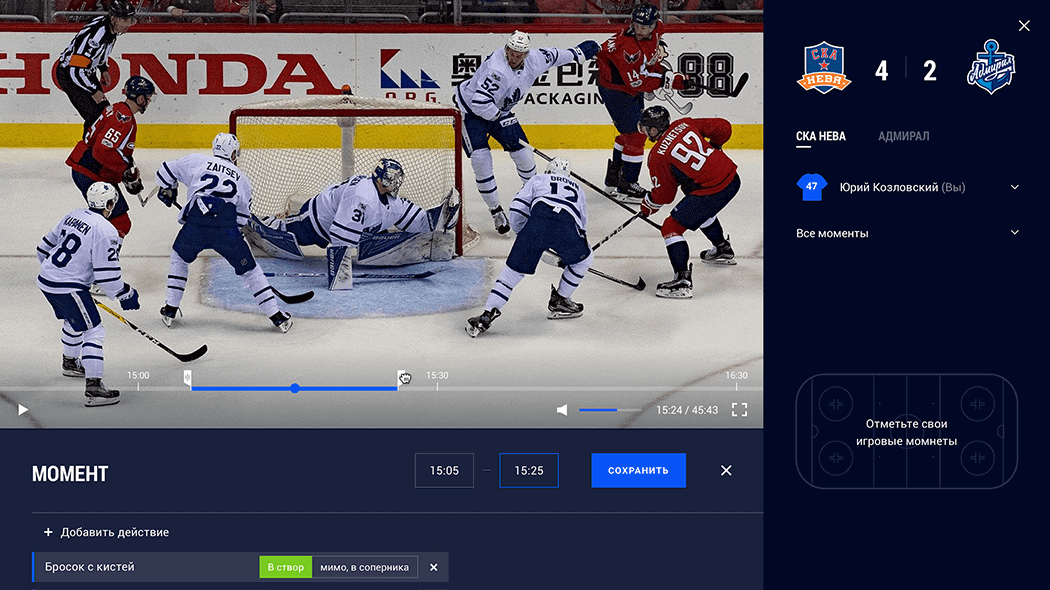 HONDA
O.R.G.
PACKAGING
88
14
52
65
KUZNETSOV
92
ZAITSEV
22
31
BROWN
12
28
15:00
15:30
16:30
15:24 / 45:43
МОМЕНТ
15:05
—
15:25
СОХРАНИТЬ
+ Добавить действие
Бросок с кистей
В створ
мимо, в соперника
СКА
НЕВА
4
2
Адмирал
СКА НЕВА
АДМИРАЛ
47
Юрий Козловский (Вы)
Все моменты
Отметьте свои
игровые момнеты